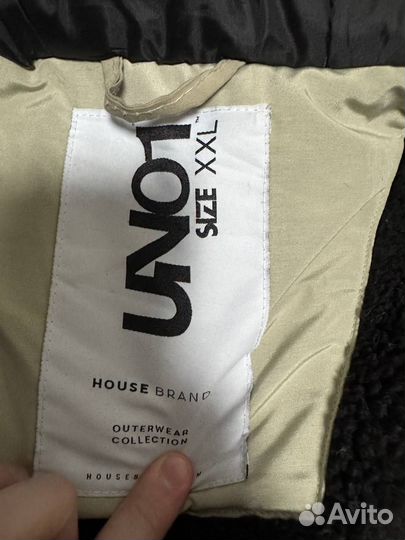 UNO1
SIZE XXL
HOUSE BRAND
OUTERWEAR
COLLECTION
Avito